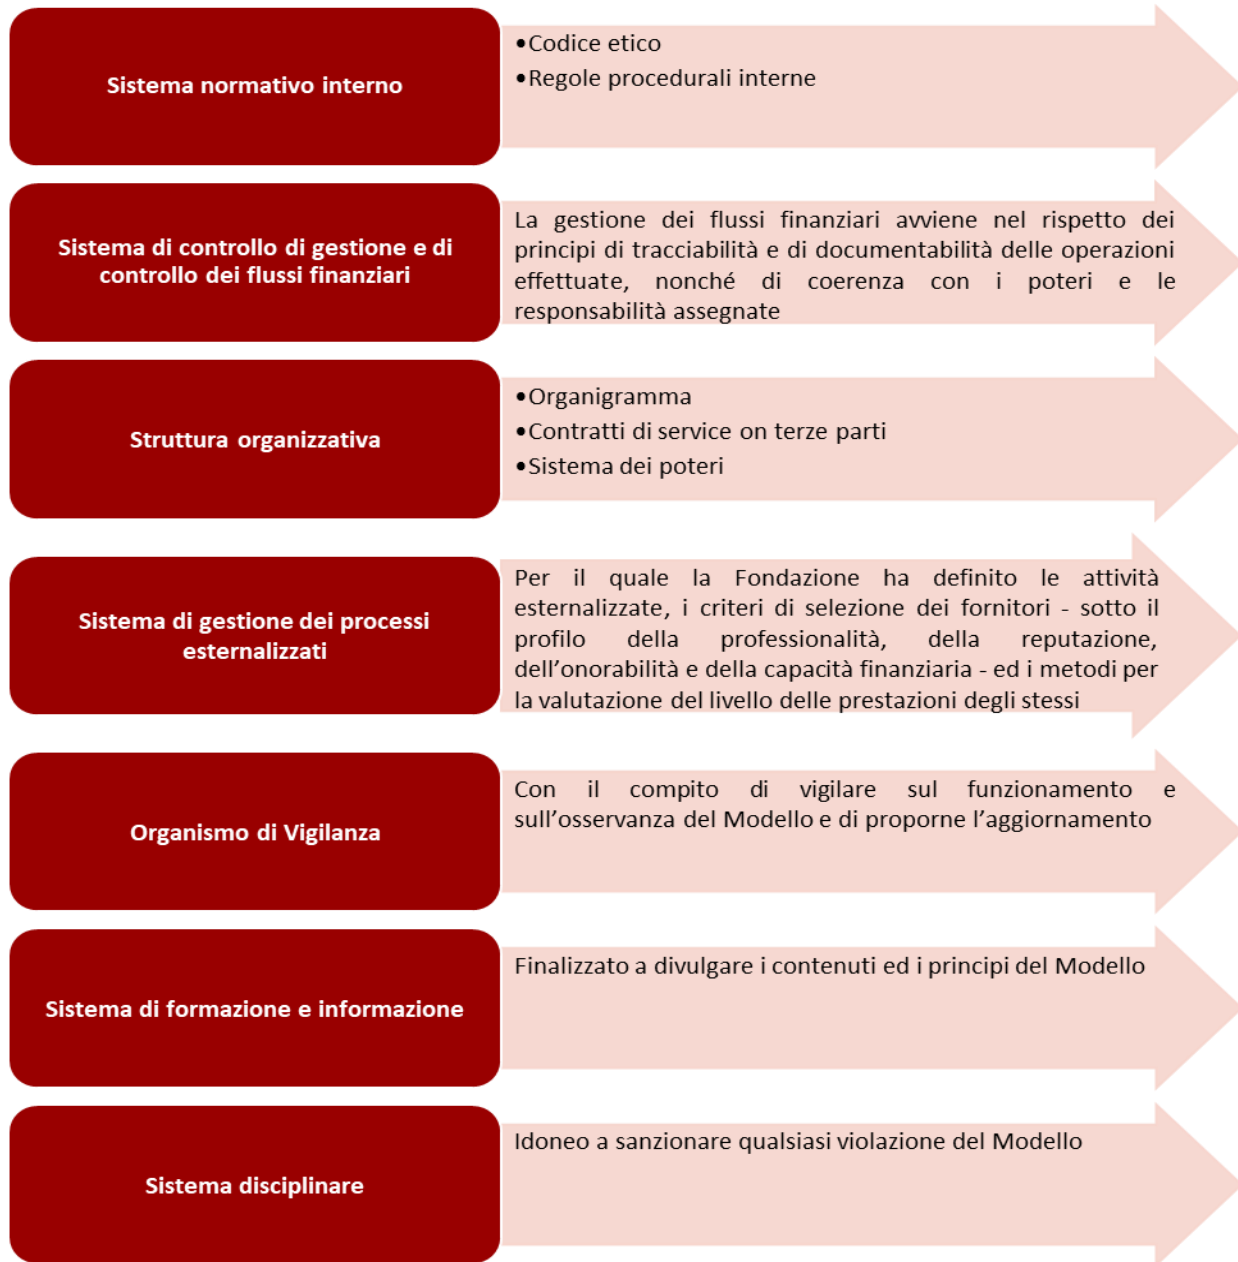 Sistema normativo interno
•Codice etico
•Regole procedurali interne
Sistema di controllo di gestione e di
controllo dei flussi finanziari
La gestione dei flussi finanziari avviene nel rispetto dei
principi di tracciabilità e di documentabilità delle operazioni
effettuate, nonché di coerenza con i poteri e le
responsabilità assegnate
Struttura organizzativa
•Organigramma
•Contratti di service on terze parti
•Sistema dei poteri
Sistema di gestione dei processi
esternalizzati
Per il quale la Fondazione ha definito le attività
esternalizzate, i criteri di selezione dei fornitori - sotto il
profilo della professionalità, della reputazione,
dell’onorabilità e della capacità finanziaria - ed i metodi per
la valutazione del livello delle prestazioni degli stessi
Organismo di Vigilanza
Con il compito di vigilare sul funzionamento e
sull’osservanza del Modello e di proporne l’aggiornamento
Sistema di formazione e informazione
Finalizzato a divulgare i contenuti ed i principi del Modello
Sistema disciplinare
Idoneo a sanzionare qualsiasi violazione del Modello